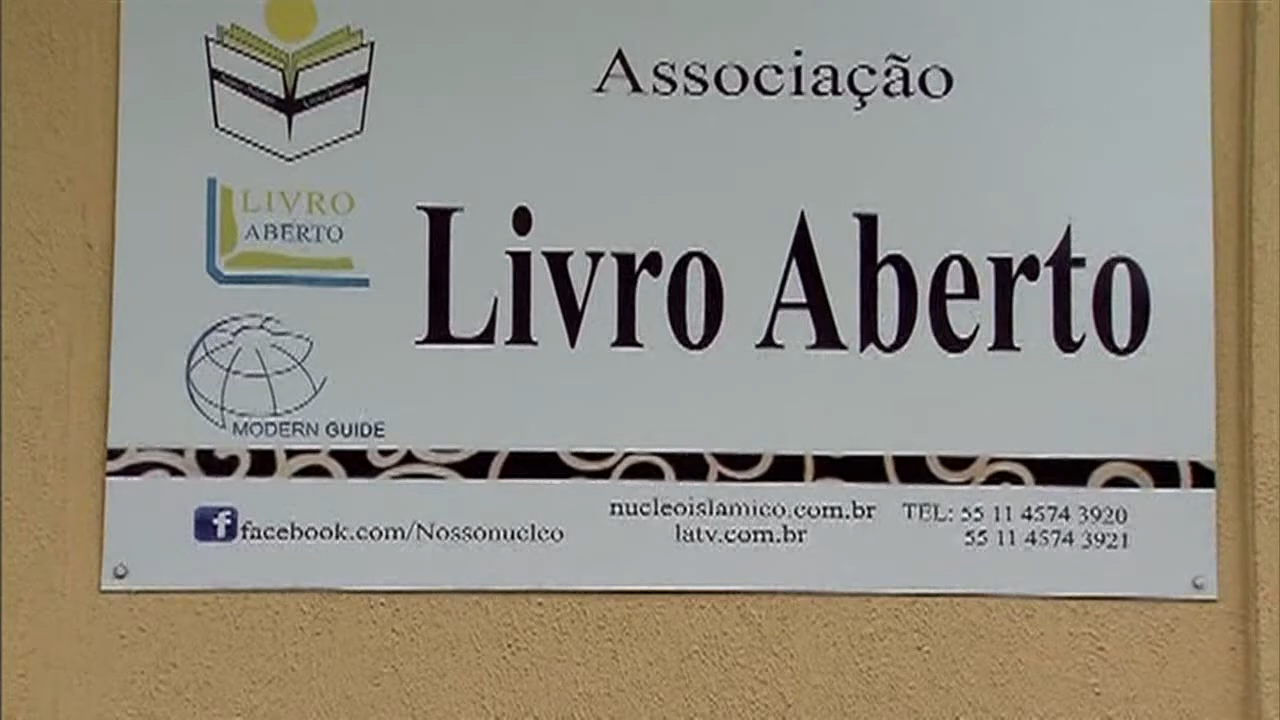 Associação
LIVRO
ABERTO
Livro Aberto
MODERN GUIDE
facebook.com/Nossonucleo
nucleoislamico.com.br
latv.com.br
TEL: 55 11 4574 3920
55 11 4574 3921